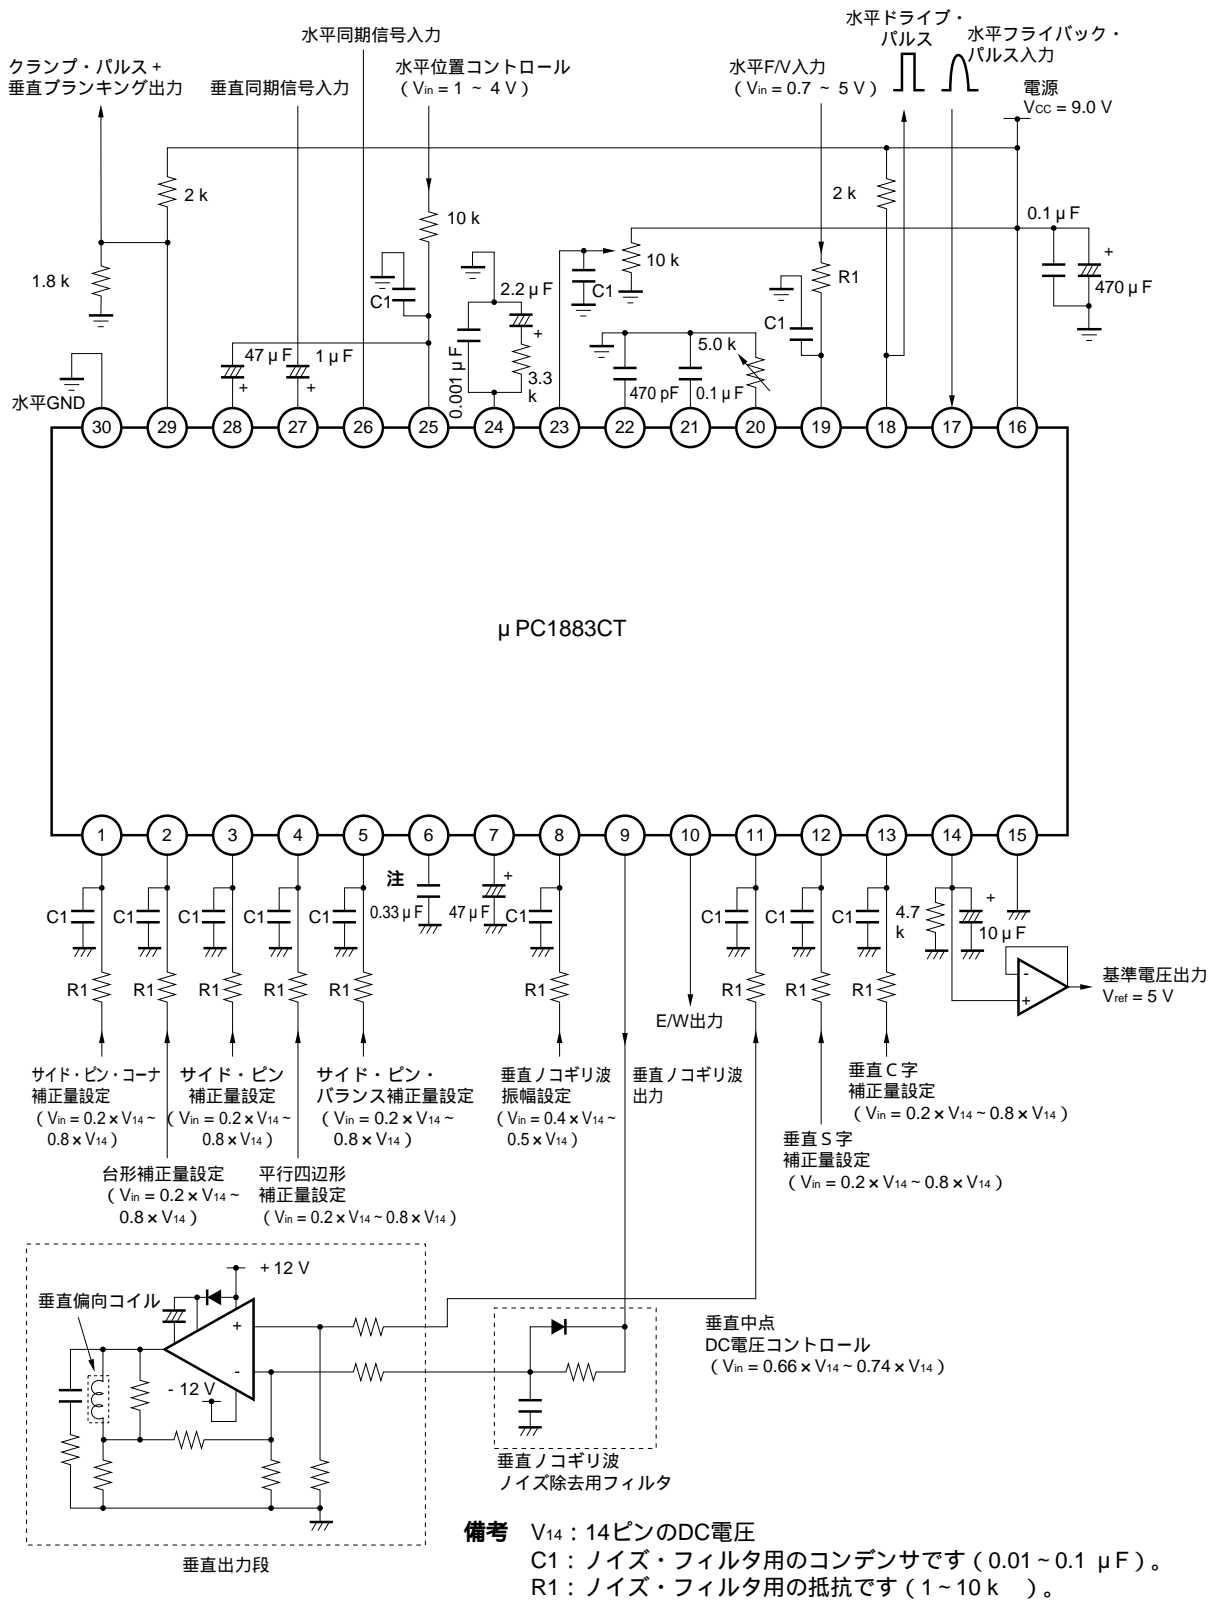 水平ドライブ・
パルス
水平フライバック・
パルス入力
水平同期信号入力
クランプ・パルス +
垂直ブランキング出力
垂直同期信号入力
水平位置コントロール
( Vin = 1 ~ 4 V )
水平F/V入力
( Vin = 0.7 ~ 5 V )
電源
VCC = 9.0 V
2 k
10 k
2 k
0.1 µ F
1.8 k
C1
2.2 µ F
C1
10 k
C1
R1
470 µ F
水平GND
47 µ F
1 µ F
0.001 µ F
3.3
k
470 pF
0.1 µ F
5.0 k
30 29 28 27 26 25 24 23 22 21 20 19 18 17 16
µ PC1883CT
1 2 3 4 5 6 7 8 9 10 11 12 13 14 15
注
C1 C1 C1 C1 C1 0.33 µ F 47 µ F C1 C1 C1 C1 4.7
k
10 µ F
R1 R1 R1 R1 R1 R1 R1 R1 R1
基準電圧出力
Vref = 5 V
E/W出力
サイド・ピン・コーナ
補正量設定
( Vin = 0.2 × V14 ~
0.8 × V14 )
サイド・ピン
補正量設定
( Vin = 0.2 × V14 ~
0.8 × V14 )
サイド・ピン・
バランス補正量設定
( Vin = 0.2 × V14 ~
0.8 × V14 )
垂直ノコギリ波
振幅設定
( Vin = 0.4 × V14 ~
0.5 × V14 )
垂直ノコギリ波
出力
垂直C字
補正量設定
( Vin = 0.2 × V14 ~ 0.8 × V14 )
垂直S字
補正量設定
( Vin = 0.2 × V14 ~ 0.8 × V14 )
台形補正量設定
( Vin = 0.2 × V14 ~
0.8 × V14 )
平行四辺形
補正量設定
( Vin = 0.2 × V14 ~ 0.8 × V14 )
+ 12 V
垂直偏向コイル
- 12 V
垂直中点
DC電圧コントロール
( Vin = 0.66 × V14 ~ 0.74 × V14 )
垂直ノコギリ波
ノイズ除去用フィルタ
垂直出力段
備考 V14 : 14ピンのDC電圧
C1 : ノイズ・フィルタ用のコンデンサです ( 0.01 ~ 0.1 µ F ) 。
R1 : ノイズ・フィルタ用の抵抗です ( 1 ~ 10 k ) 。